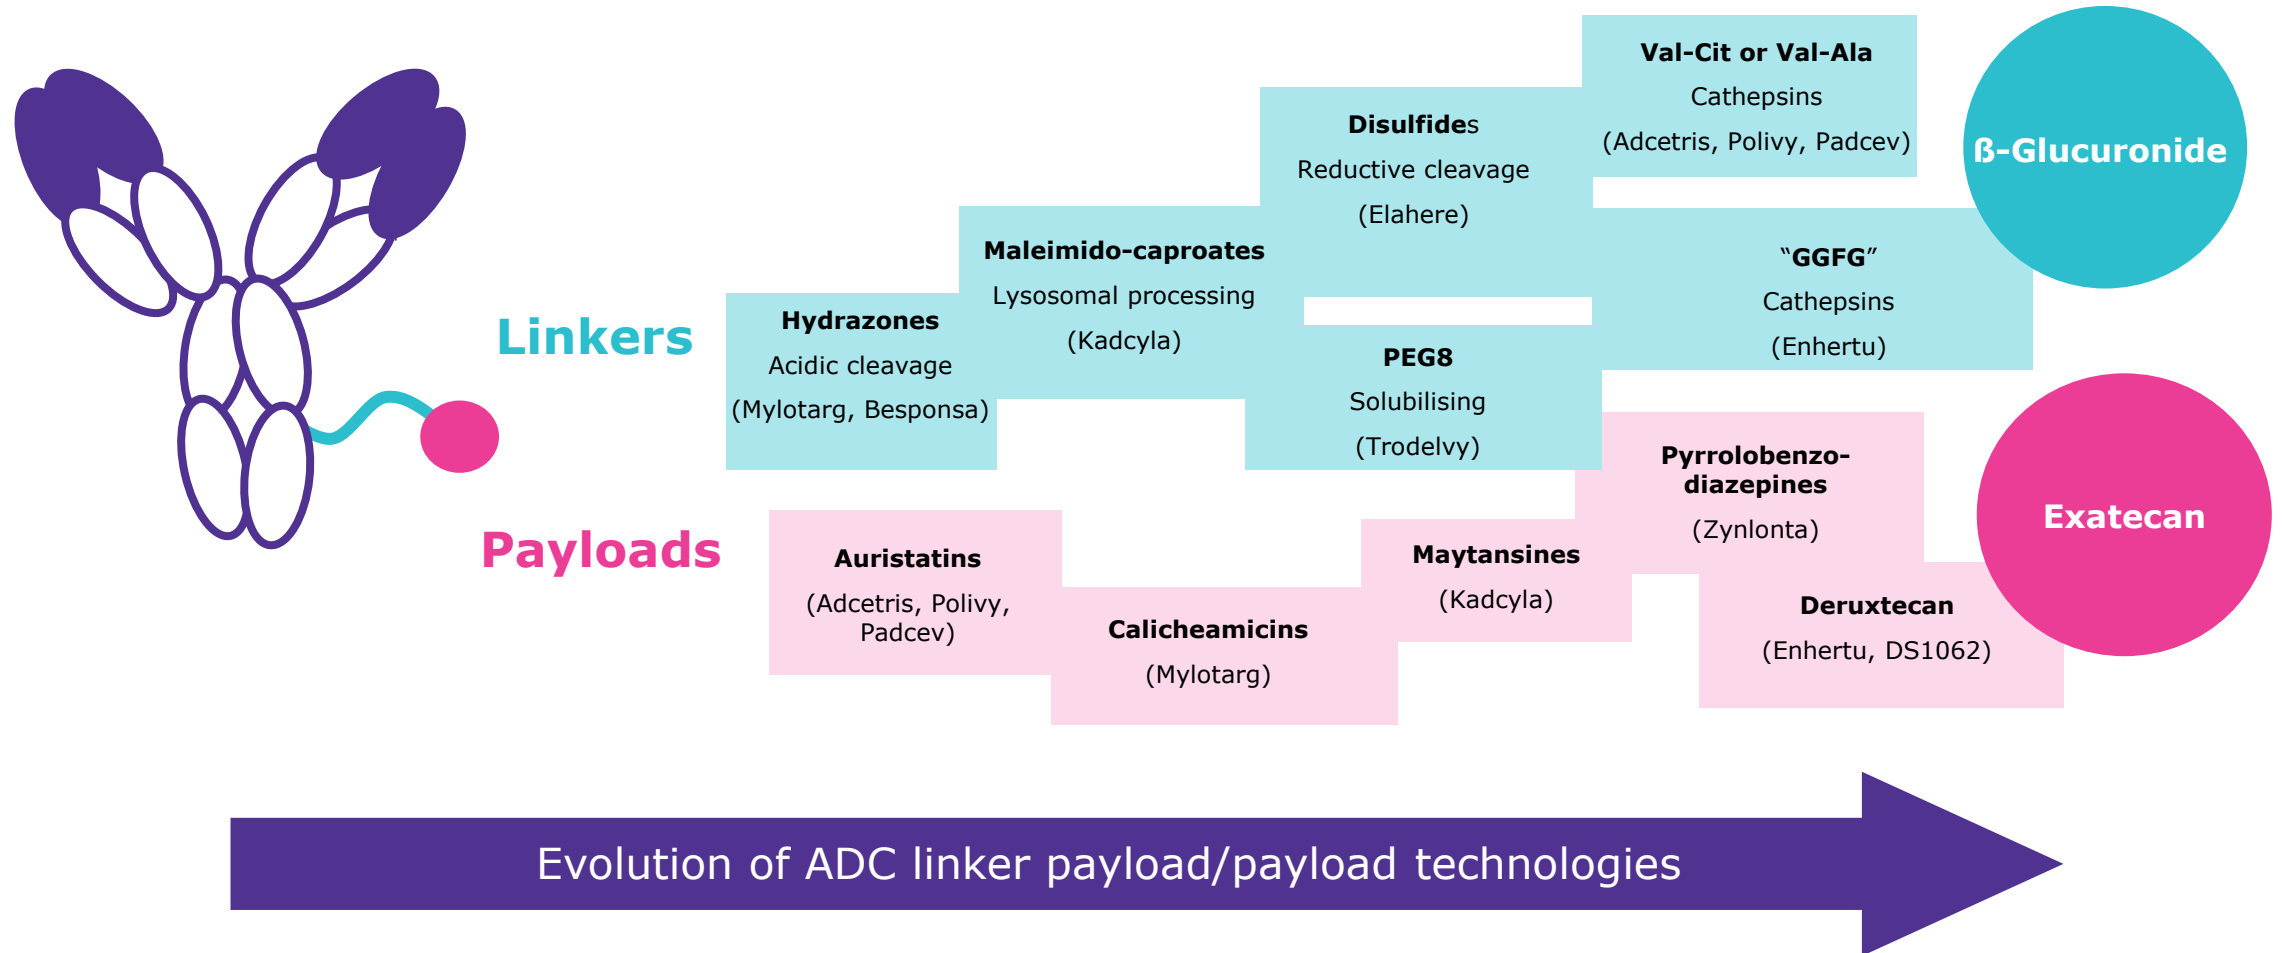 Linkers
Hydrazones
Acidic cleavage
(Mylotarg, Besponsa)
Maleimido-caproates
Lysosomal processing
(Kadcyla)
Disulfides
Reductive cleavage
(Elahere)
PEG8
Solubilising
(Trodelvy)
Val-Cit or Val-Ala
Cathepsins
(Adcetris, Polivy, Padcev)
“GGFG”
Cathepsins
(Enhertu)
ß-Glucuronide
Payloads
Auristatins
(Adcetris, Polivy,
Padcev)
Calicheamicins
(Mylotarg)
Maytansines
(Kadcyla)
Pyrrolobenzo-
diazepines
(Zynlonta)
Deruxtecan
(Enhertu, DS1062)
Exatecan
Evolution of ADC linker payload/payload technologies